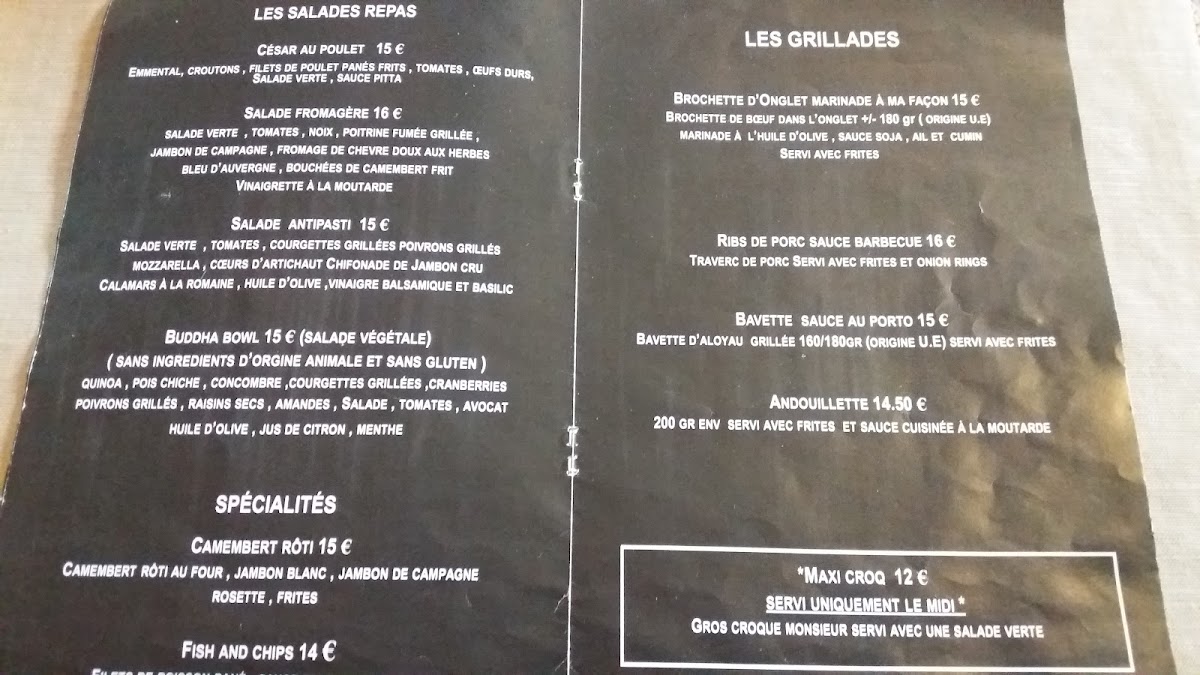 LES SALADES REPAS
CÉSAR AU POULET 15 €
EMMENTAL, CROUTONS , FILETS DE POULET PANÉS FRITS , TOMATES , ŒUFS DURS,
SALADE VERTE , SAUCE PITTA
SALADE FROMAGÈRE 16 €
SALADE VERTE , TOMATES , NOIX , POITRINE FUMÉE GRILLÉE ,
JAMBON DE CAMPAGNE , FROMAGE DE CHEVRE DOUX AUX HERBES
BLEU D'AUVERGNE , BOUCHÉES DE CAMEMBERT FRIT
VINAIGRETTE À LA MOUTARDE
SALADE ANTIPASTI 15 €
SALADE VERTE , TOMATES , COURGETTES GRILLÉES POIVRONS GRILLÉS
MOZZARELLA , CŒURS D'ARTICHAUT CHIFONADE DE JAMBON CRU
CALAMARS À LA ROMAINE , HUILE D'OLIVE ,VINAIGRE BALSAMIQUE ET BASILIC
BUDDHA BOWL 15 € (SALADE VÉGÉTALE)
( SANS INGREDIENTS D'ORGINE ANIMALE ET SANS GLUTEN )
QUINOA , POIS CHICHE , CONCOMBRE ,COURGETTES GRILLÉES ,CRANBERRIES
POIVRONS GRILLÉS , RAISINS SECS , AMANDES , SALADE , TOMATES , AVOCAT
HUILE D'OLIVE , JUS DE CITRON , MENTHE
SPÉCIALITÉS
CAMEMBERT RÔTI 15 €
CAMEMBERT RÔTI AU FOUR , JAMBON BLANC , JAMBON DE CAMPAGNE
ROSETTE , FRITES
FISH AND CHIPS 14 €
FILETS DE POISSON PANÉ
LES GRILLADES
BROCHETTE D'ONGLET MARINADE À MA FAÇON 15 €
BROCHETTE DE BŒUF DANS L'ONGLET +/- 180 gr ( ORIGINE U.E)
MARINADE À L'HUILE D'OLIVE , SAUCE SOJA , AIL ET CUMIN
SERVI AVEC FRITES
RIBS DE PORC SAUCE BARBECUE 16 €
TRAVERC DE PORC SERVI AVEC FRITES ET ONION RINGS
BAVETTE SAUCE AU PORTO 15 €
BAVETTE D'ALOYAU GRILLÉE 160/180GR (ORIGINE U.E) SERVI AVEC FRITES
ANDOUILLETTE 14.50 €
200 GR ENV SERVI AVEC FRITES ET SAUCE CUISINÉE À LA MOUTARDE
*MAXI CROQ 12 €
SERVI UNIQUEMENT LE MIDI *
GROS CROQUE MONSIEUR SERVI AVEC UNE SALADE VERTE